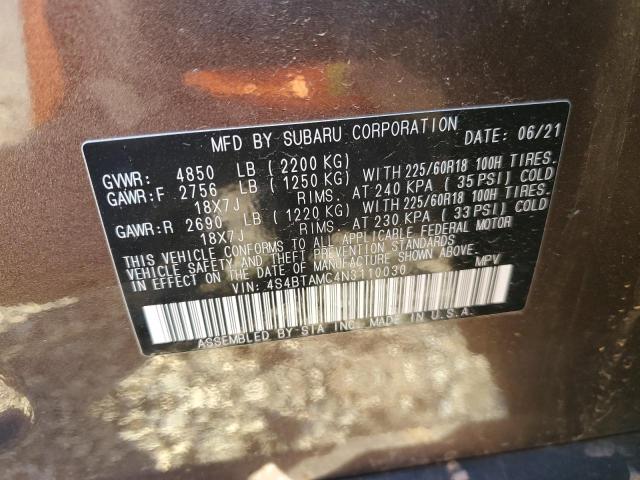 MFD BY SUBARU CORPORATION DATE: 06/21
GVWR: 4850 LB (2200 KG)
GAWR:F 2756 LB (1250 KG) WITH 225/60R18 100H TIRES.
18X7J RIMS. AT 240 KPA (35 PSI) COLD
GAWR:R 2690 LB (1220 KG) WITH 225/60R18 100H TIRES.
18X7J RIMS. AT 230 KPA (33 PSI) COLD
THIS VEHICLE CONFORMS TO ALL APPLICABLE FEDERAL MOTOR
VEHICLE SAFETY AND THEFT PREVENTION STANDARDS
IN EFFECT ON THE DATE OF MANUFACTURE SHOWN ABOVE.
VIN: 4S4BTAMC4N3110030 MPV
ASSEMBLED BY SIA INC. MADE IN U.S.A.